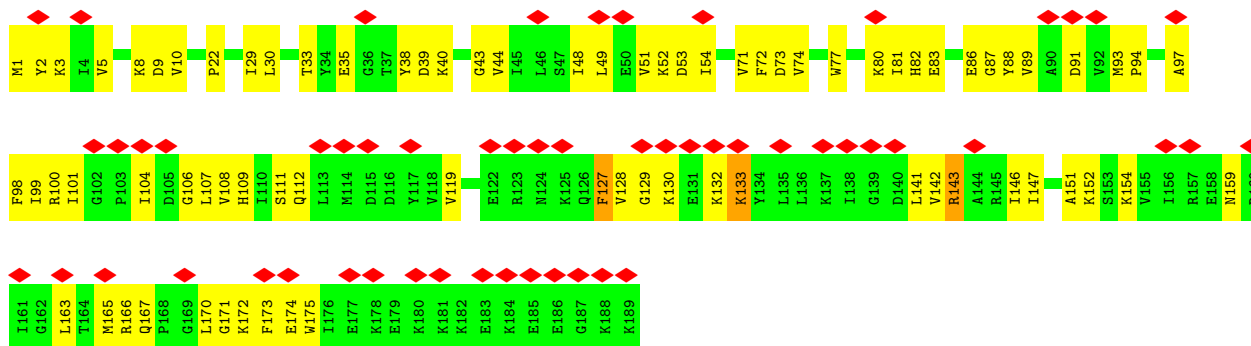 M1 Y2 K3 I4 V5 K8 D9 V10 P22 I29 L30 T33 Y34 E35 G36 T37 Y38 D39 K40 G43 V44 I45 L46 S47 I48 L49 E50 V51 K52 D53 I54 V71 F72 D73 V74 W77 K80 I81 H82 E83 E86 G87 Y88 V89 A90 D91 V92 M93 P94 A97
F98 I99 R100 I101 G102 P103 I104 D105 G106 L107 V108 H109 I110 S111 Q112 L113 M114 D115 D116 Y117 V118 V119 E122 R123 N124 K125 Q126 F127 V128 G129 K130 E131 K132 K133 Y134 L135 L136 K137 I138 G139 D140 L141 V142 R143 A144 R145 I146 I147 A151 K152 S153 K154 V155 I156 R157 E158 N159
I161 G162 L163 T164 M165 R166 Q167 P168 G169 L170 G171 K172 F173 E174 W175 I176 E177 K178 E179 K180 K181 K182 E183 K184 E185 E186 G187 K188 K189